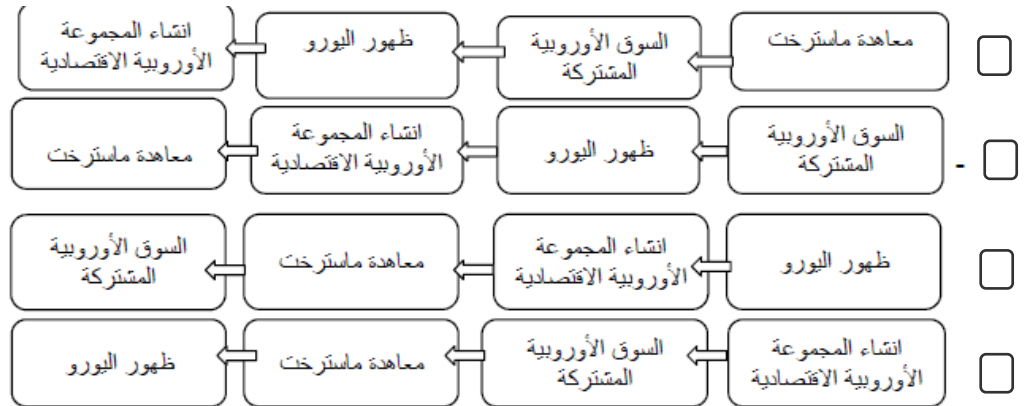 معاهدة ماسترخت
السوق الأوروبية
المشتركة
ظهور اليورو
انشاء المجموعة
الأوروبية الاقتصادية
السوق الأوروبية
المشتركة
ظهور اليورو
انشاء المجموعة
الأوروبية الاقتصادية
معاهدة ماسترخت
-
ظهور اليورو
انشاء المجموعة
الأوروبية الاقتصادية
معاهدة ماسترخت
السوق الأوروبية
المشتركة
انشاء المجموعة
الأوروبية الاقتصادية
السوق الأوروبية
المشتركة
معاهدة ماسترخت
ظهور اليورو